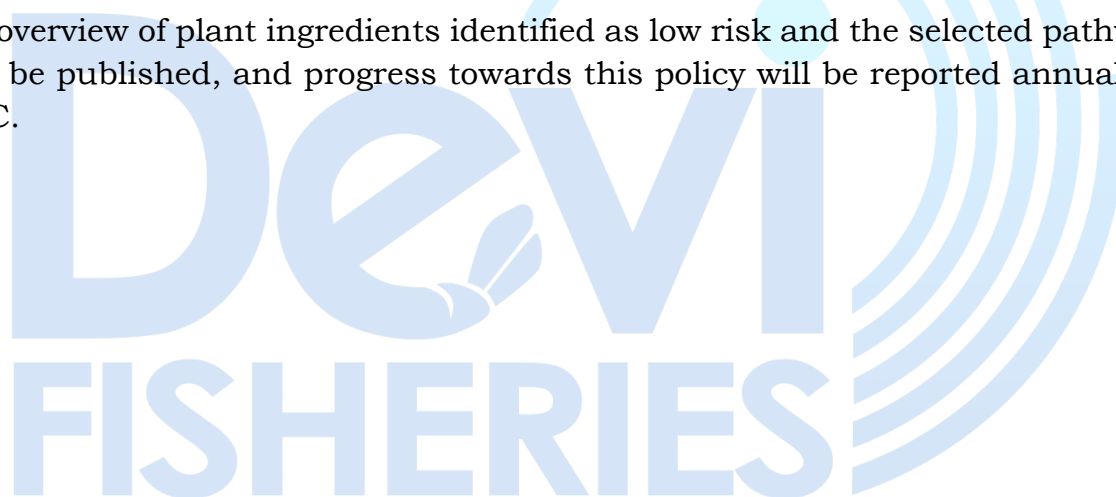 overview of plant ingredients identified as low risk and the selected path
be published, and progress towards this policy will be reported annual
C.
Devi
FISHERIES